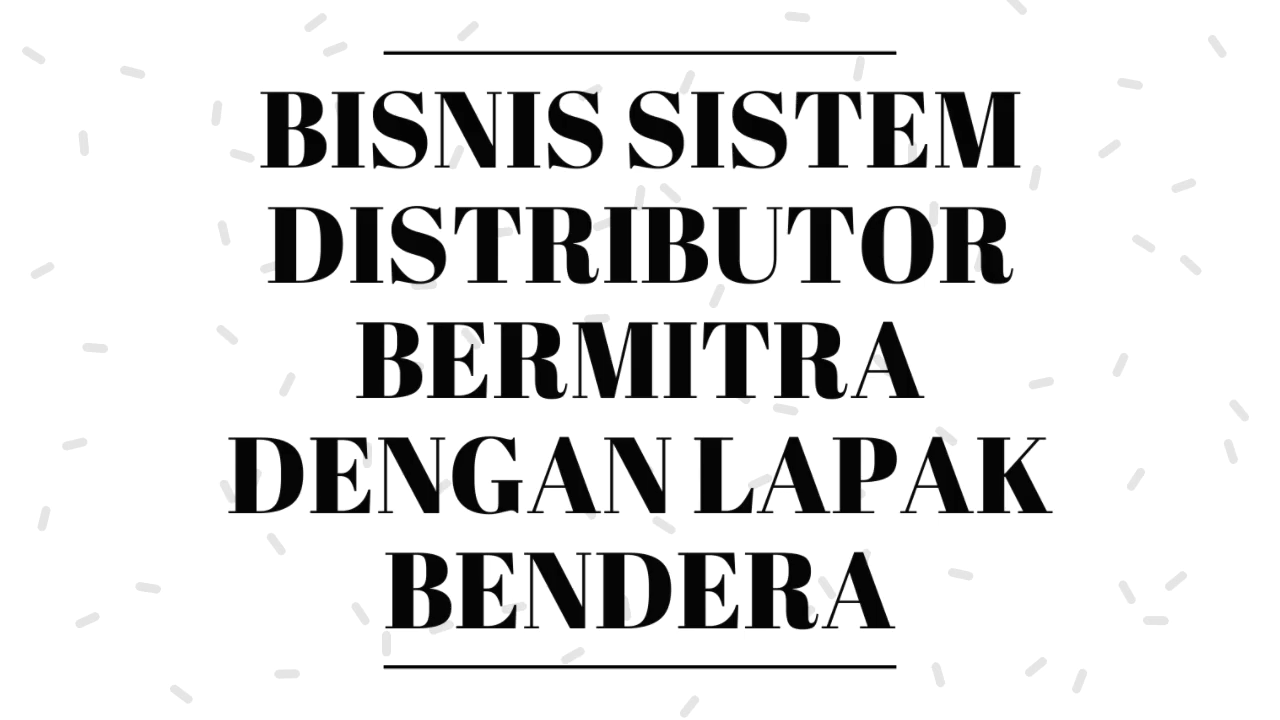 BISNIS SISTEM
DISTRIBUTOR
BERMITRA
DENGAN LAPAK
BENDERA